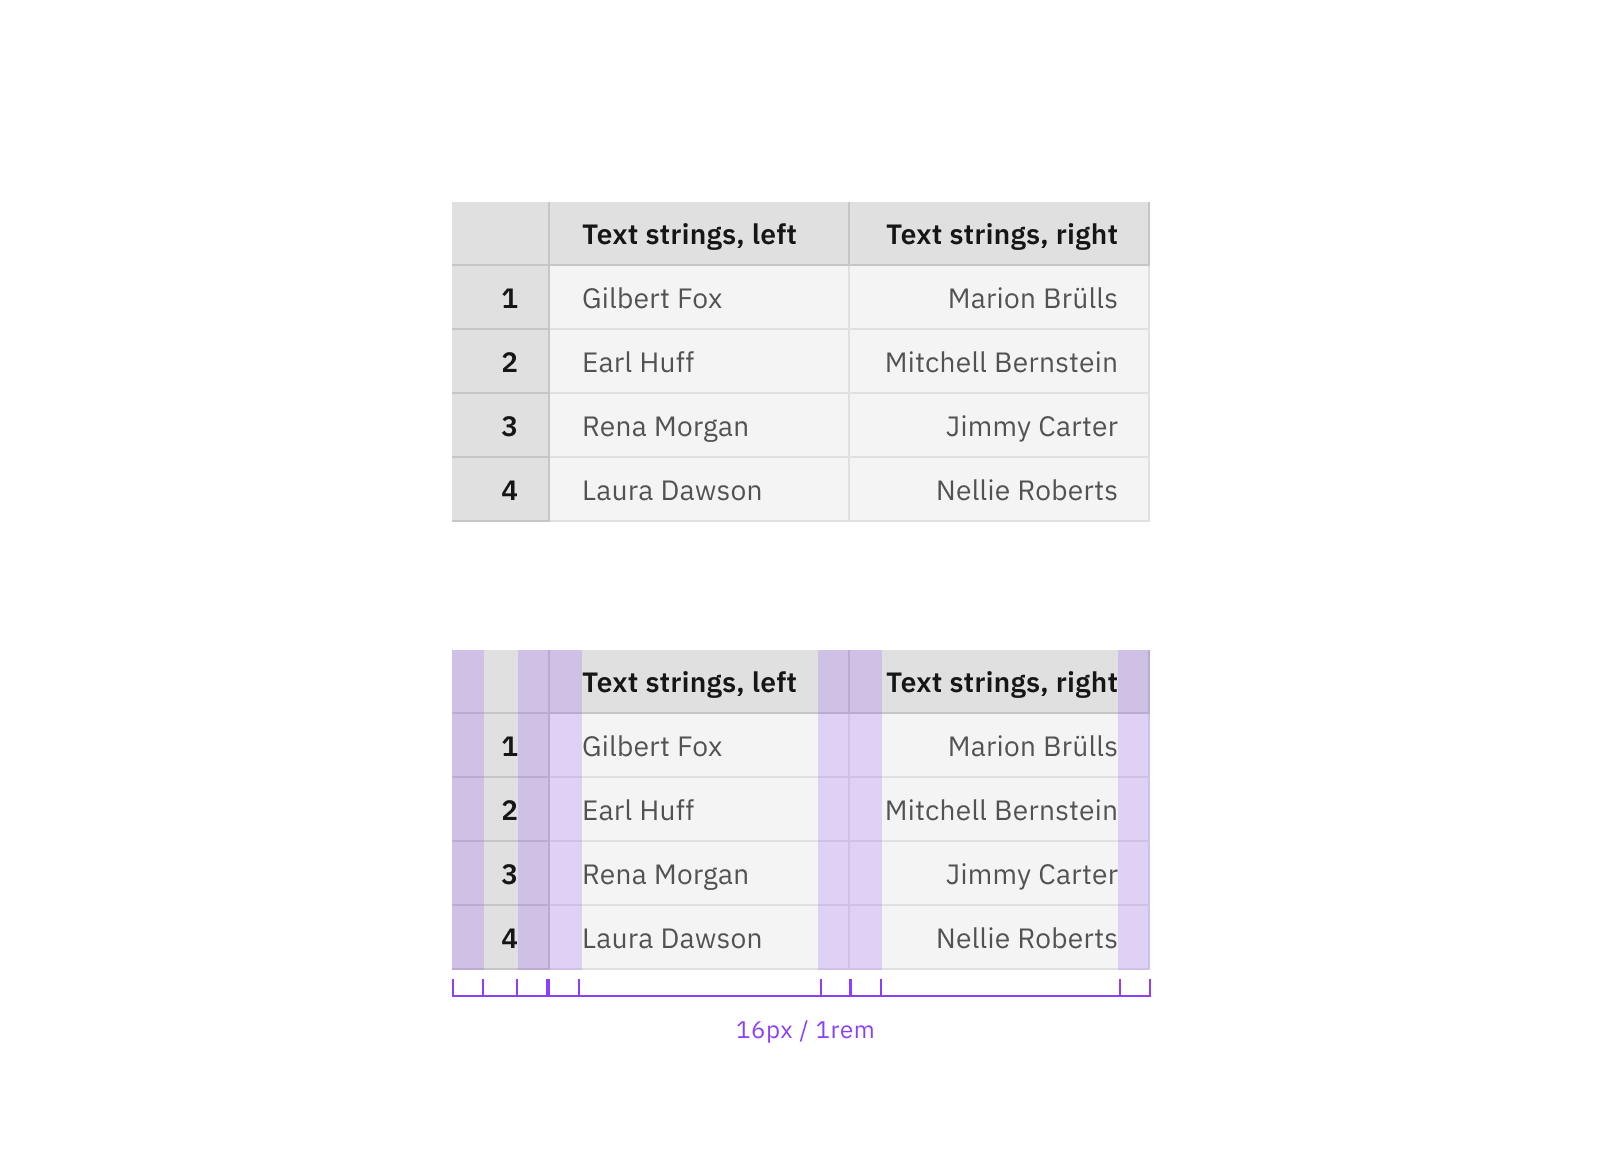 Text strings, left Text strings, right
1 Gilbert Fox Marion Brülls
2 Earl Huff Mitchell Bernstein
3 Rena Morgan Jimmy Carter
4 Laura Dawson Nellie Roberts
Text strings, left Text strings, right
1 Gilbert Fox Marion Brülls
2 Earl Huff Mitchell Bernstein
3 Rena Morgan Jimmy Carter
4 Laura Dawson Nellie Roberts
16px / 1rem